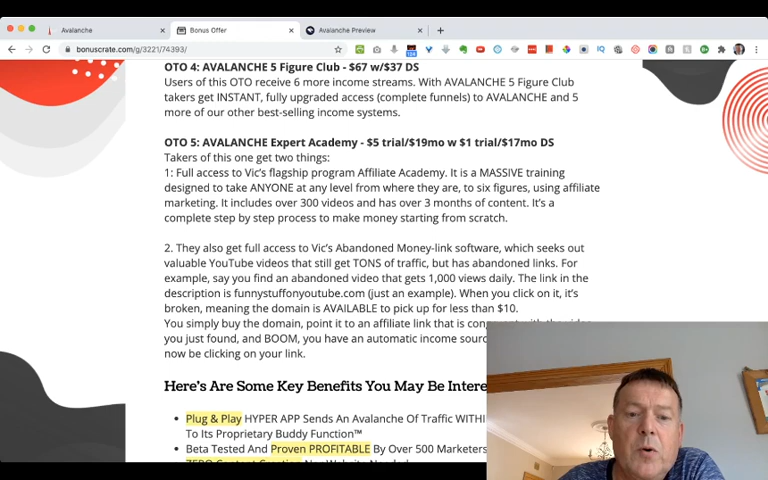 Avalanche
Bonus Offer
Avalanche Preview
bonuscrate.com/g/3221/74393/
OTO 4: AVALANCHE 5 Figure Club - $67 w/$37 DS
Users of this OTO receive 6 more income streams. With AVALANCHE 5 Figure Club
takers get INSTANT, fully upgraded access (complete funnels) to AVALANCHE and 5
more of our other best-selling income systems.
OTO 5: AVALANCHE Expert Academy - $5 trial/$19mo w $1 trial/$17mo DS
Takers of this one get two things:
1: Full access to Vic’s flagship program Affiliate Academy. It is a MASSIVE training
designed to take ANYONE at any level from where they are, to six figures, using affiliate
marketing. It includes over 300 videos and has over 3 months of content. It’s a
complete step by step process to make money starting from scratch.
2. They also get full access to Vic’s Abandoned Money-link software, which seeks out
valuable YouTube videos that still get TONS of traffic, but has abandoned links. For
example, say you find an abandoned video that gets 1,000 views daily. The link in the
description is funnystuffonyoutube.com (just an example). When you click on it, it’s
broken, meaning the domain is AVAILABLE to pick up for less than $10.
You simply buy the domain, point it to an affiliate link that is
you just found, and BOOM, you have an automatic income
now be clicking on your link.
Here’s Are Some Key Benefits You May Be
Plug & Play HYPER APP Sends An Avalanche Of Traffic
To Its Proprietary Buddy Function™
Beta Tested And Proven PROFITABLE By Over 500 Marketers